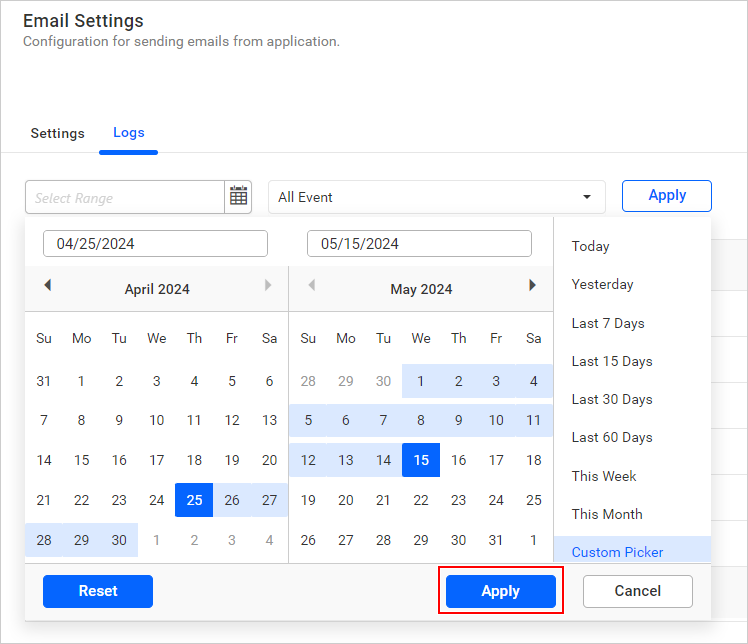 Email Settings
Configuration for sending emails from application.
Settings Logs
Select Range All Event Apply
04/25/2024 05/15/2024
April 2024 May 2024
Su Mo Tu We Th Fr Sa Su Mo Tu We Th Fr Sa
31 1 2 3 4 5 6 28 29 30 1 2 3 4
7 8 9 10 11 12 13 5 6 7 8 9 10 11
14 15 16 17 18 19 20 12 13 14 15 16 17 18
21 22 23 24 25 26 27 19 20 21 22 23 24 25
28 29 30 1 2 3 4 26 27 28 29 30 31 1
Today
Yesterday
Last 7 Days
Last 15 Days
Last 30 Days
Last 60 Days
This Week
This Month
Custom Picker
Reset Apply Cancel